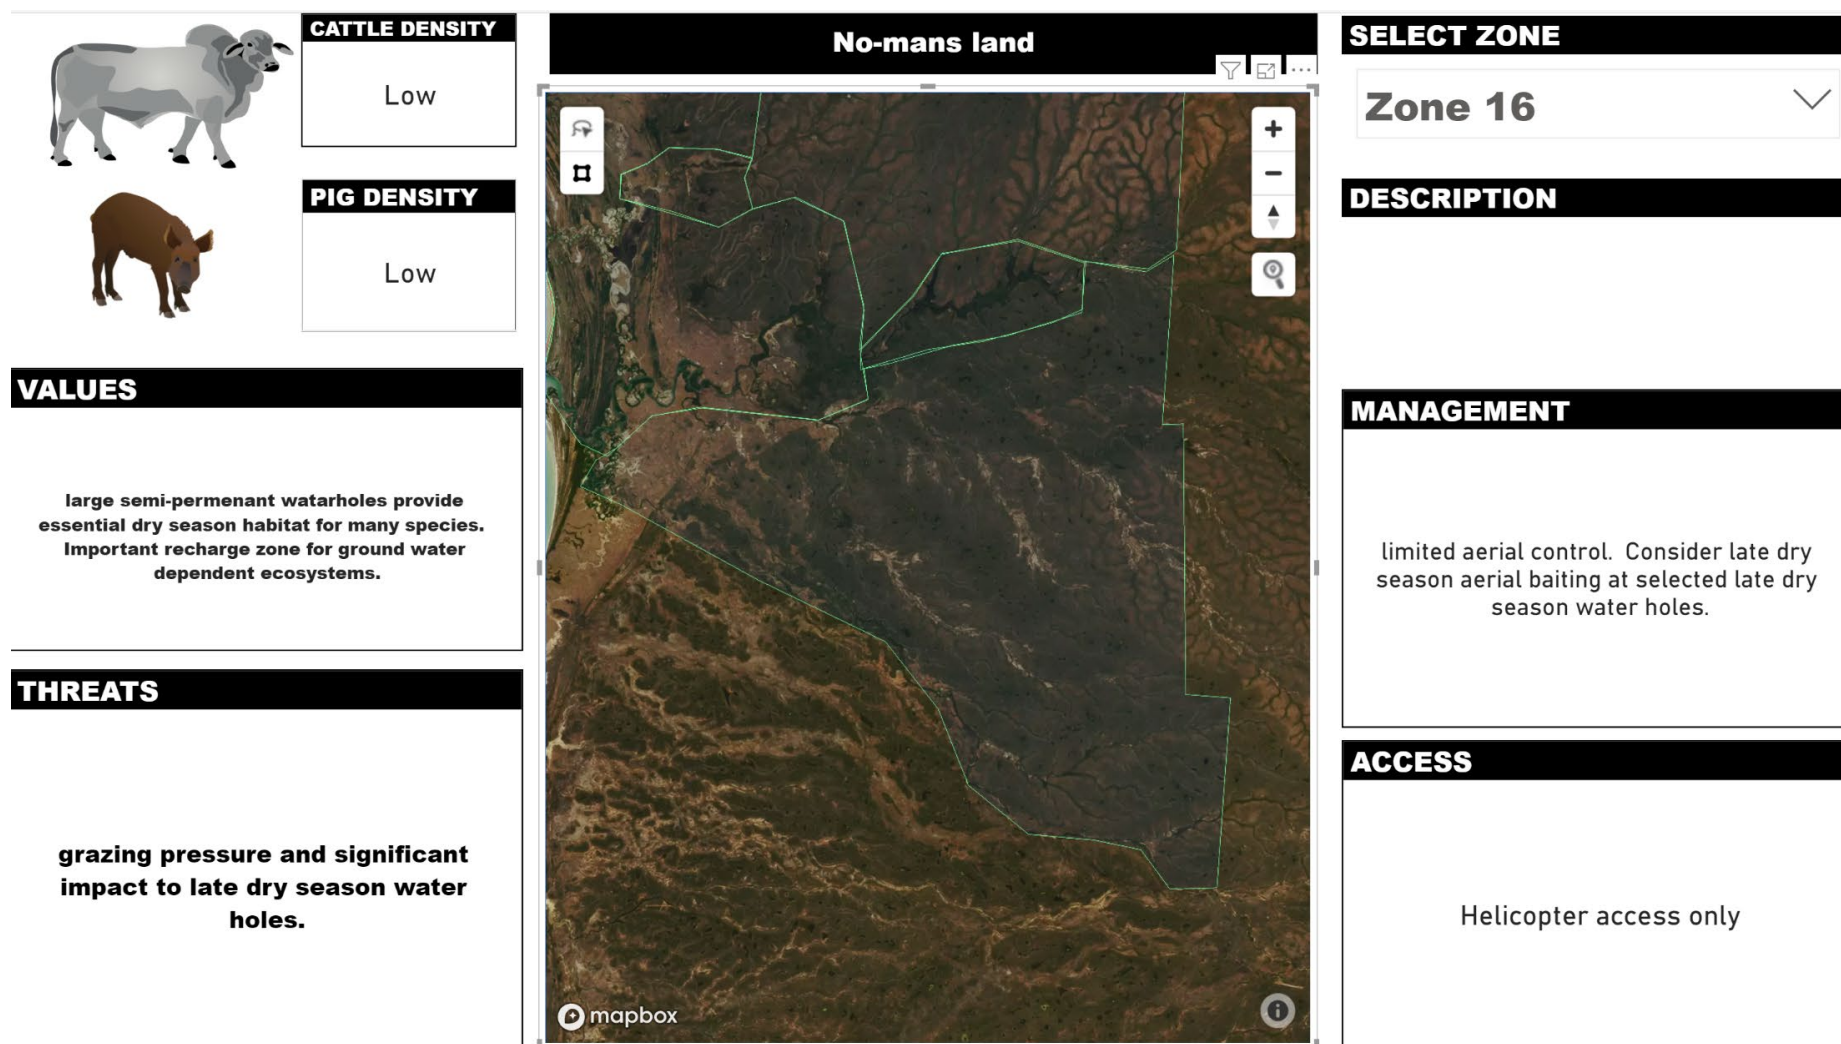 CATTLE DENSITY
Low
PIG DENSITY
Low
VALUES
large semi-permenant watarholes provide
essential dry season habitat for many species.
Important recharge zone for ground water
dependent ecosystems.
THREATS
grazing pressure and significant
impact to late dry season water
holes.
No-mans land
mapbox
SELECT ZONE
Zone 16
DESCRIPTION
MANAGEMENT
limited aerial control. Consider late dry
season aerial baiting at selected late dry
season water holes.
ACCESS
Helicopter access only